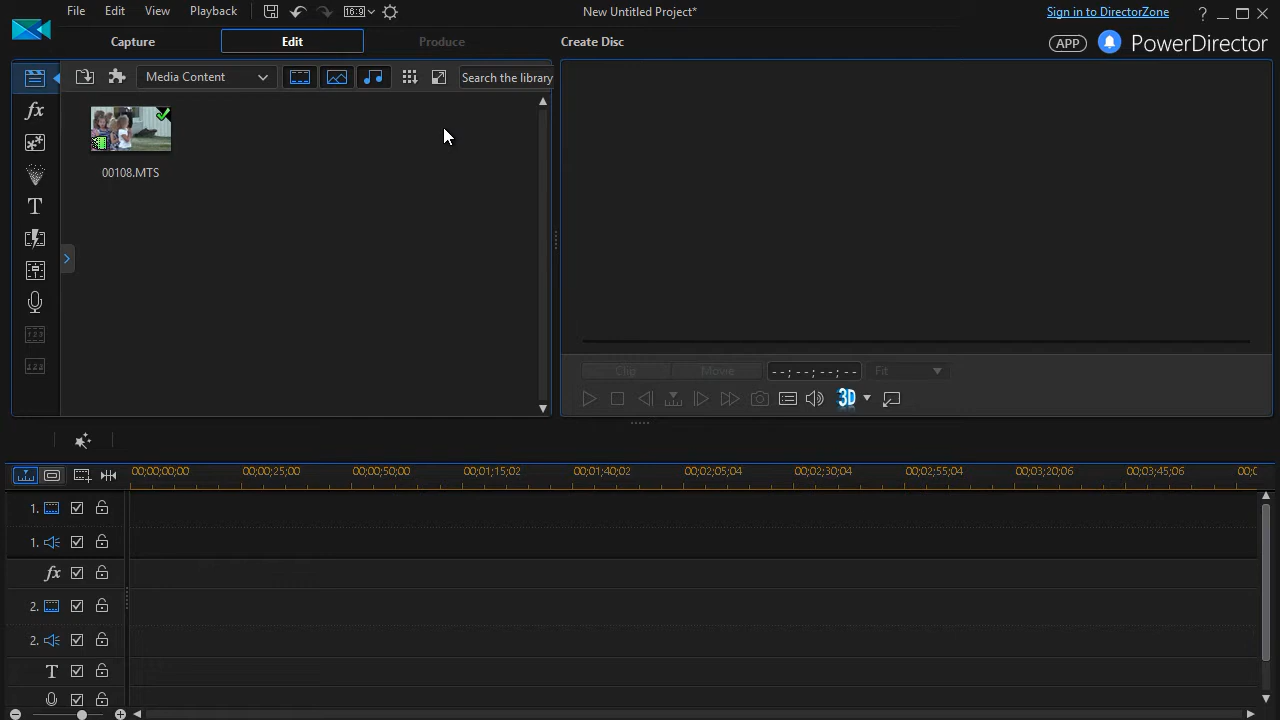 File Edit View Playback 16:9 New Untitled Project* Sign in to DirectorZone ?
Capture Edit Produce Create Disc APP PowerDirector
Media Content Search the library
fx
00108.MTS
T
Clip Movie --;--;--;-- Fit
3D
00;00;00;00 00;00;25;00 00;00;50;00 00;01;15;02 00;01;40;02 00;02;05;04 00;02;30;04 00;02;55;04 00;03;20;06 00;03;45;06 00;0
1.
1.
fx
2.
2.
T